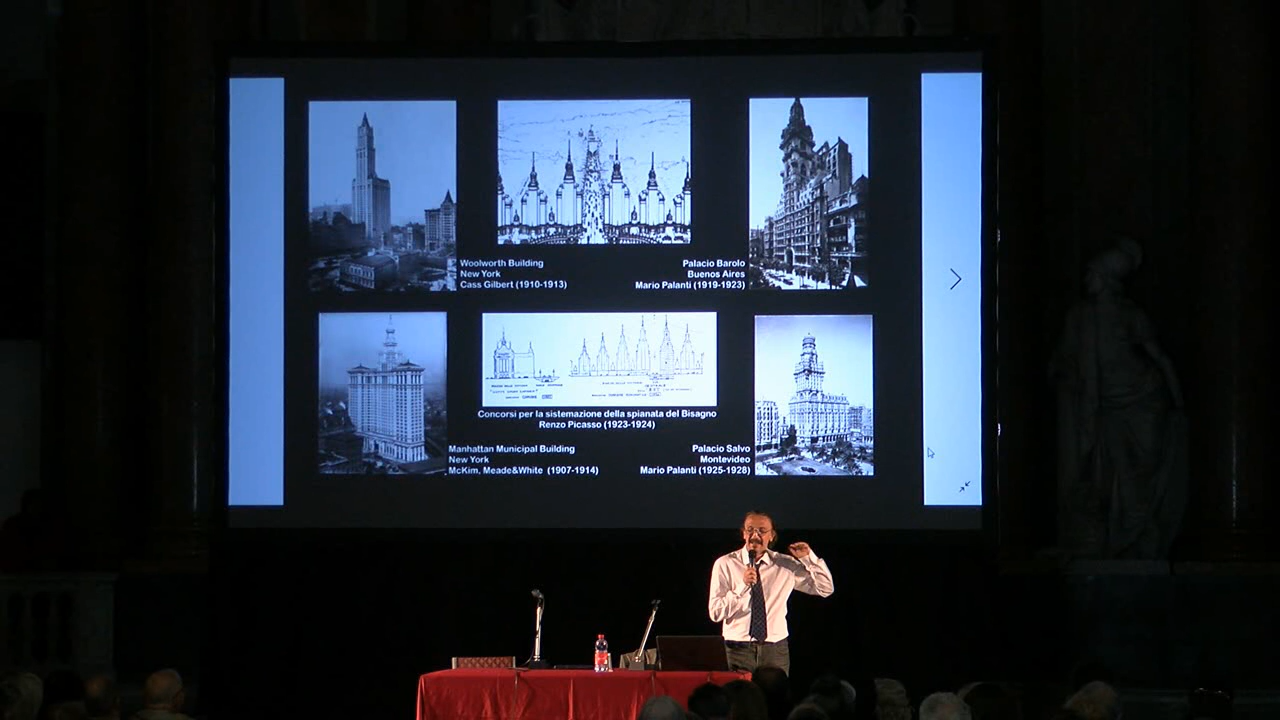 Woolworth Building
New York
Cass Gilbert (1910-1913)
Palacio Barolo
Buenos Aires
Mario Palanti (1919-1923)
Concorsi per la sistemazione della spianata del Bisagno
Renzo Picasso (1923-1924)
Manhattan Municipal Building
New York
McKim, Meade&White (1907-1914)
Palacio Salvo
Montevideo
Mario Palanti (1925-1928)